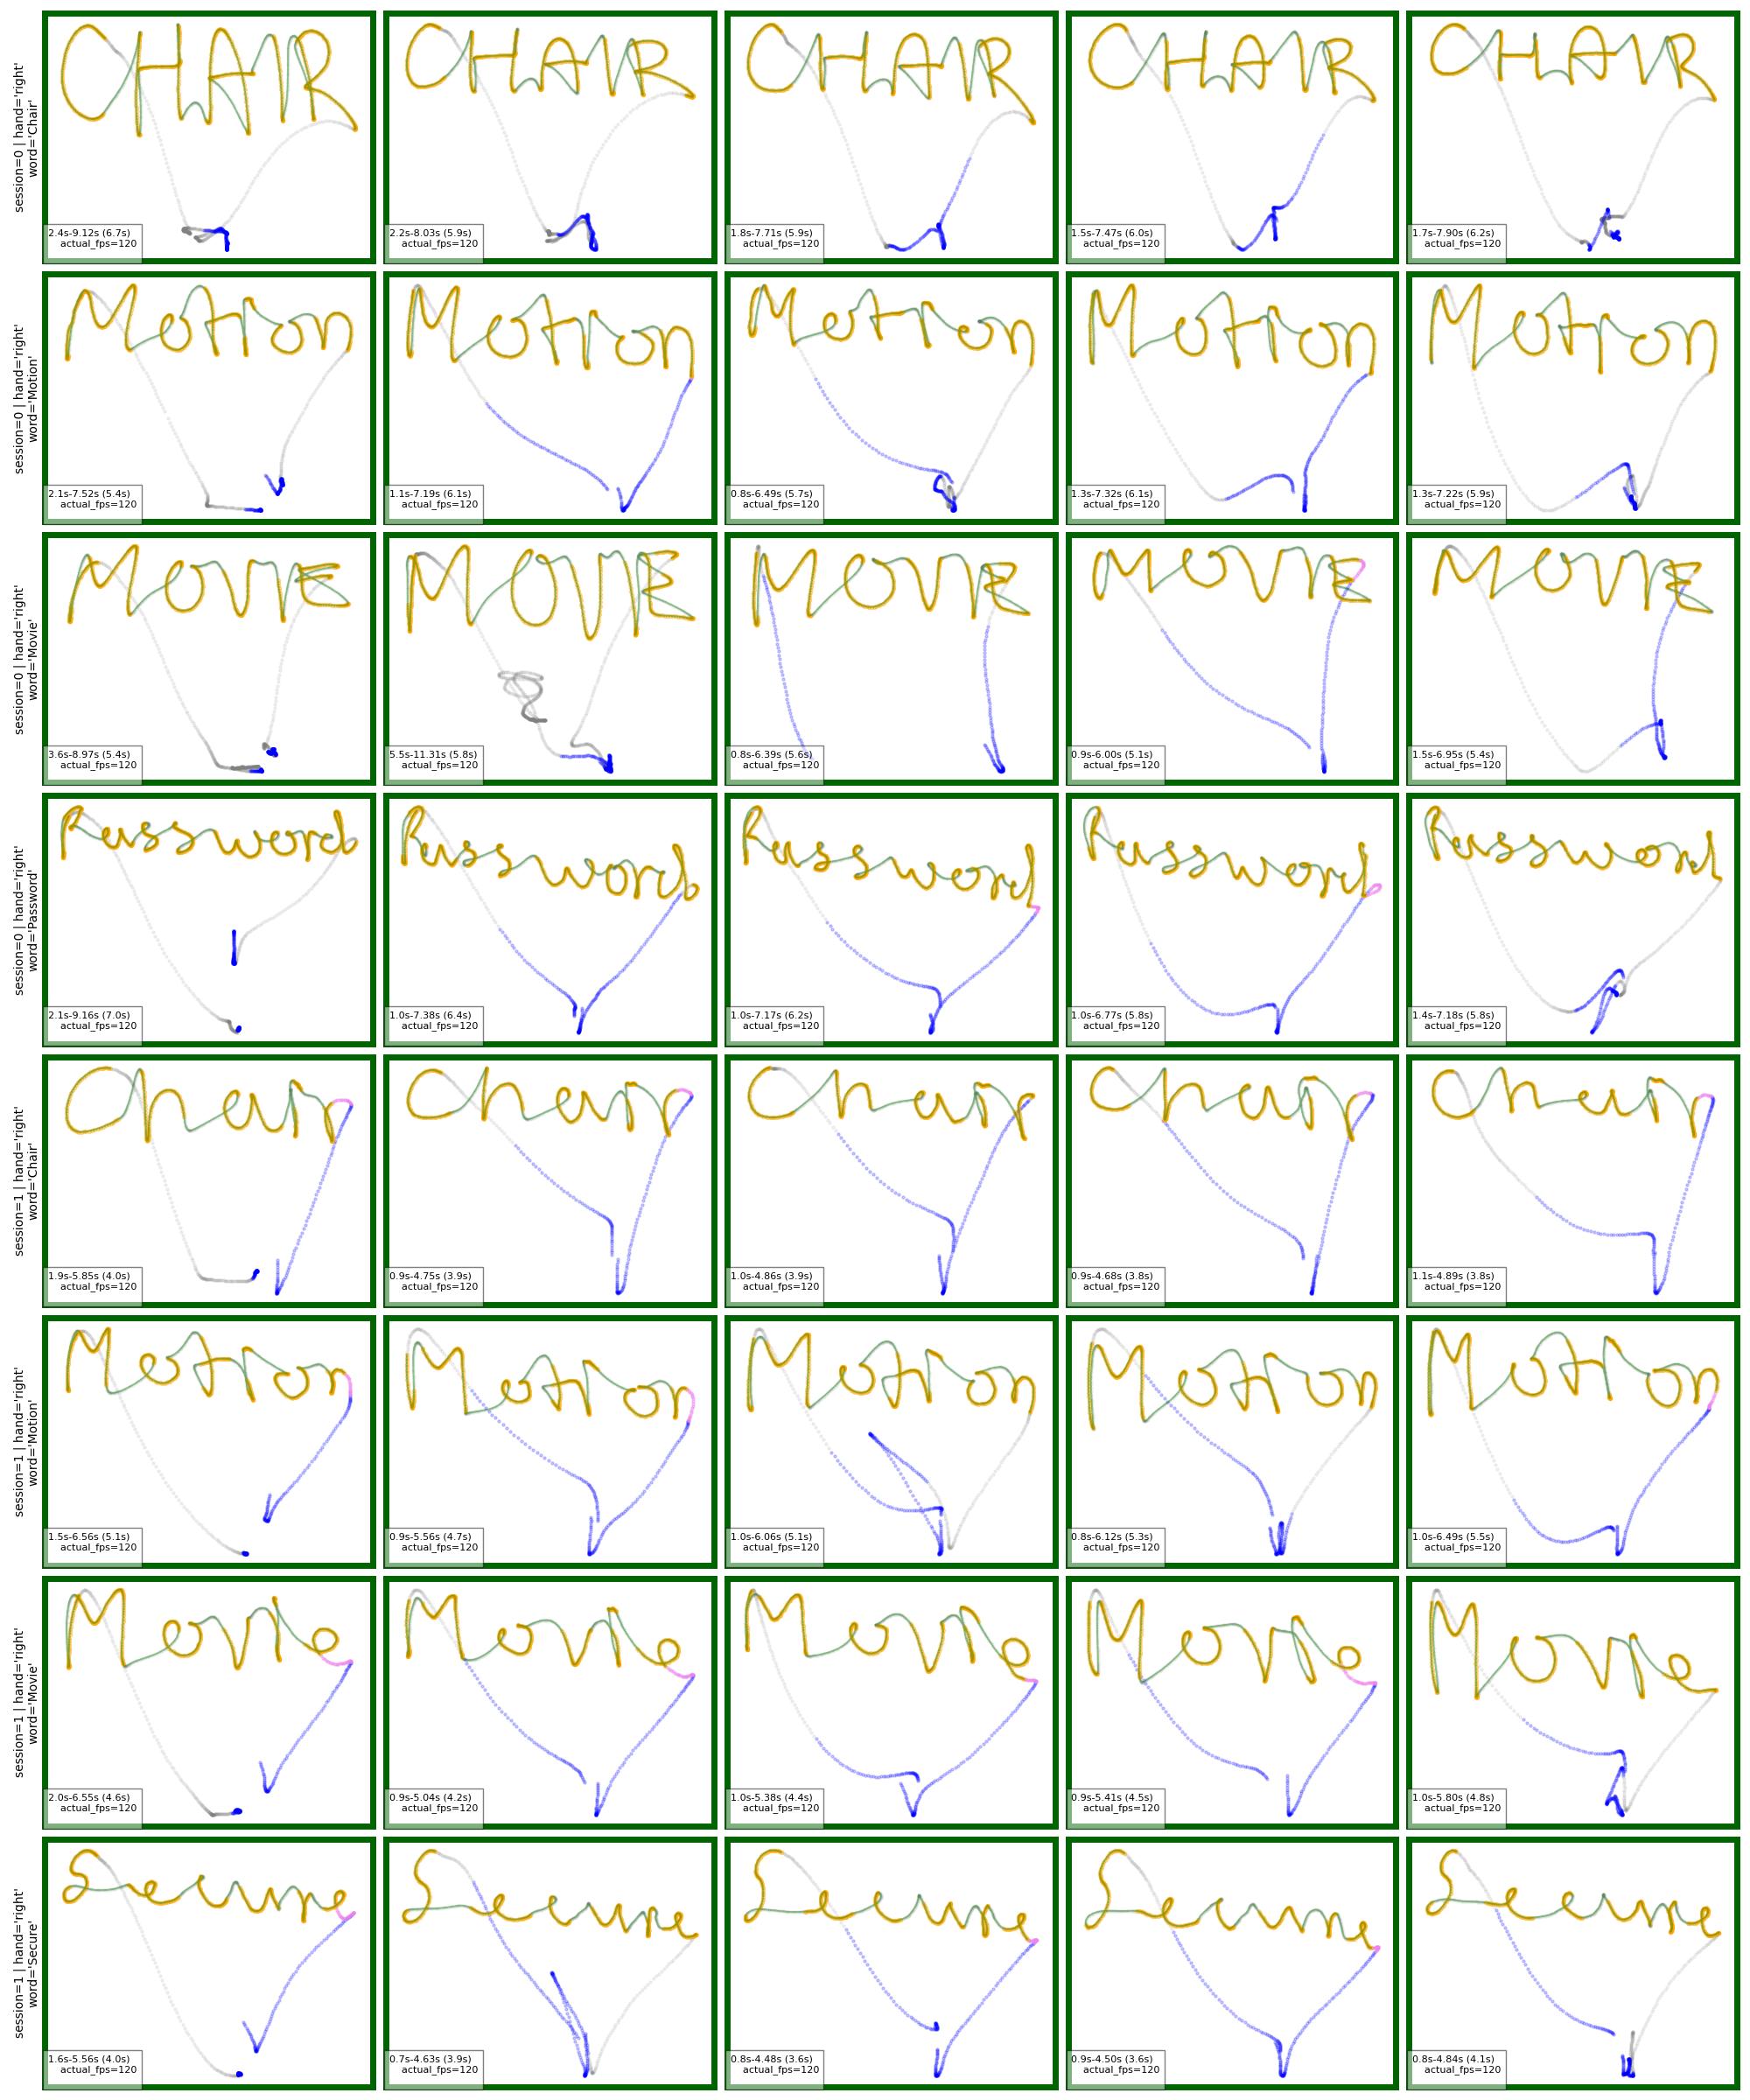 session=0 | hand='right'
word='Chair'
CHAIR CHAIR CHAIR CHAIR CHAIR
2.4s-9.12s (6.7s)
actual_fps=120
2.2s-8.03s (5.9s)
actual_fps=120
1.8s-7.71s (5.9s)
actual_fps=120
1.5s-7.47s (6.0s)
actual_fps=120
1.7s-7.90s (6.2s)
actual_fps=120
session=0 | hand='right'
word='Motion'
Motion Motion Motion Motion Motion
2.1s-7.52s (5.4s)
actual_fps=120
1.1s-7.19s (6.1s)
actual_fps=120
0.8s-6.49s (5.7s)
actual_fps=120
1.3s-7.32s (6.1s)
actual_fps=120
1.3s-7.22s (5.9s)
actual_fps=120
session=0 | hand='right'
word='Movie'
MOVIE MOVIE MOVIE MOVIE MOVIE
3.6s-8.97s (5.4s)
actual_fps=120
5.5s-11.31s (5.8s)
actual_fps=120
0.8s-6.39s (5.6s)
actual_fps=120
0.9s-6.00s (5.1s)
actual_fps=120
1.5s-6.95s (5.4s)
actual_fps=120
session=0 | hand='right'
word='Password'
Password Password Password Password Password
2.1s-9.16s (7.0s)
actual_fps=120
1.0s-7.38s (6.4s)
actual_fps=120
1.0s-7.17s (6.2s)
actual_fps=120
1.0s-6.77s (5.8s)
actual_fps=120
1.4s-7.18s (5.8s)
actual_fps=120
session=1 | hand='right'
word='Chair'
Chair Chair Chair Chair Chair
1.9s-5.85s (4.0s)
actual_fps=120
0.9s-4.75s (3.9s)
actual_fps=120
1.0s-4.86s (3.9s)
actual_fps=120
0.9s-4.68s (3.8s)
actual_fps=120
1.1s-4.89s (3.8s)
actual_fps=120
session=1 | hand='right'
word='Motion'
Motion Motion Motion Motion Motion
1.5s-6.56s (5.1s)
actual_fps=120
0.9s-5.56s (4.7s)
actual_fps=120
1.0s-6.06s (5.1s)
actual_fps=120
0.8s-6.12s (5.3s)
actual_fps=120
1.0s-6.49s (5.5s)
actual_fps=120
session=1 | hand='right'
word='Movie'
Movie Movie Movie Movie Movie
2.0s-6.55s (4.6s)
actual_fps=120
0.9s-5.04s (4.2s)
actual_fps=120
1.0s-5.38s (4.4s)
actual_fps=120
0.9s-5.41s (4.5s)
actual_fps=120
1.0s-5.80s (4.8s)
actual_fps=120
session=1 | hand='right'
word='Secure'
Secure Secure Secure Secure Secure
1.6s-5.56s (4.0s)
actual_fps=120
0.7s-4.63s (3.9s)
actual_fps=120
0.8s-4.48s (3.6s)
actual_fps=120
0.9s-4.50s (3.6s)
actual_fps=120
0.8s-4.84s (4.1s)
actual_fps=120